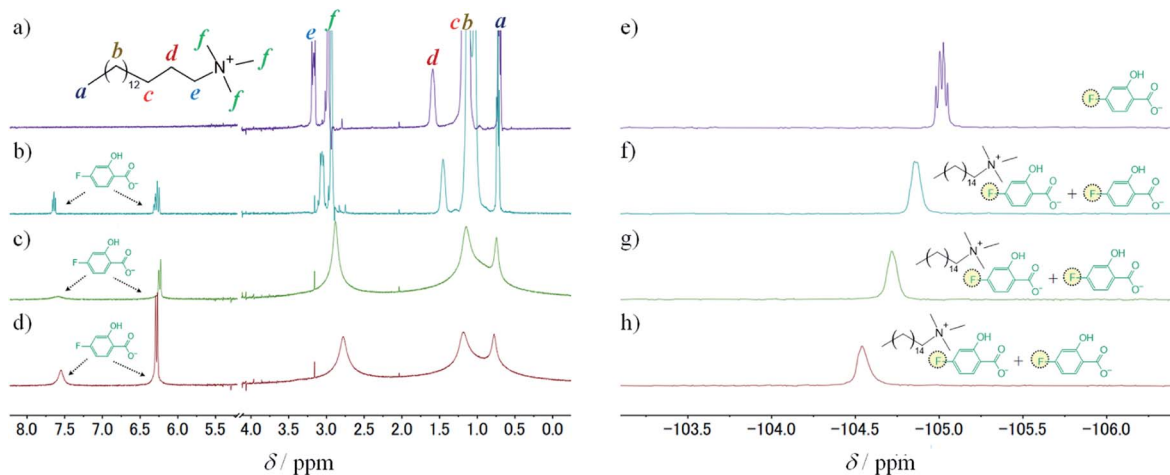 a)
b
d
f
N+
f
12
a
c
e
f
e
f
d
c
b
a
b)
OH
F
O
O-
c)
OH
F
O
O-
d)
OH
F
O
O-
8.0 7.5 7.0 6.5 6.0 5.5 4.0 3.5 3.0 2.5 2.0 1.5 1.0 0.5 0.0
δ / ppm
e)
OH
F
O
O-
f)
N+
14
OH
F
O
O-
+
OH
F
O
O-
g)
N+
14
OH
F
O
O-
+
OH
F
O
O-
h)
N+
14
OH
F
O
O-
+
OH
F
O
O-
−103.5 −104.0 −104.5 −105.0 −105.5 −106.0
δ / ppm